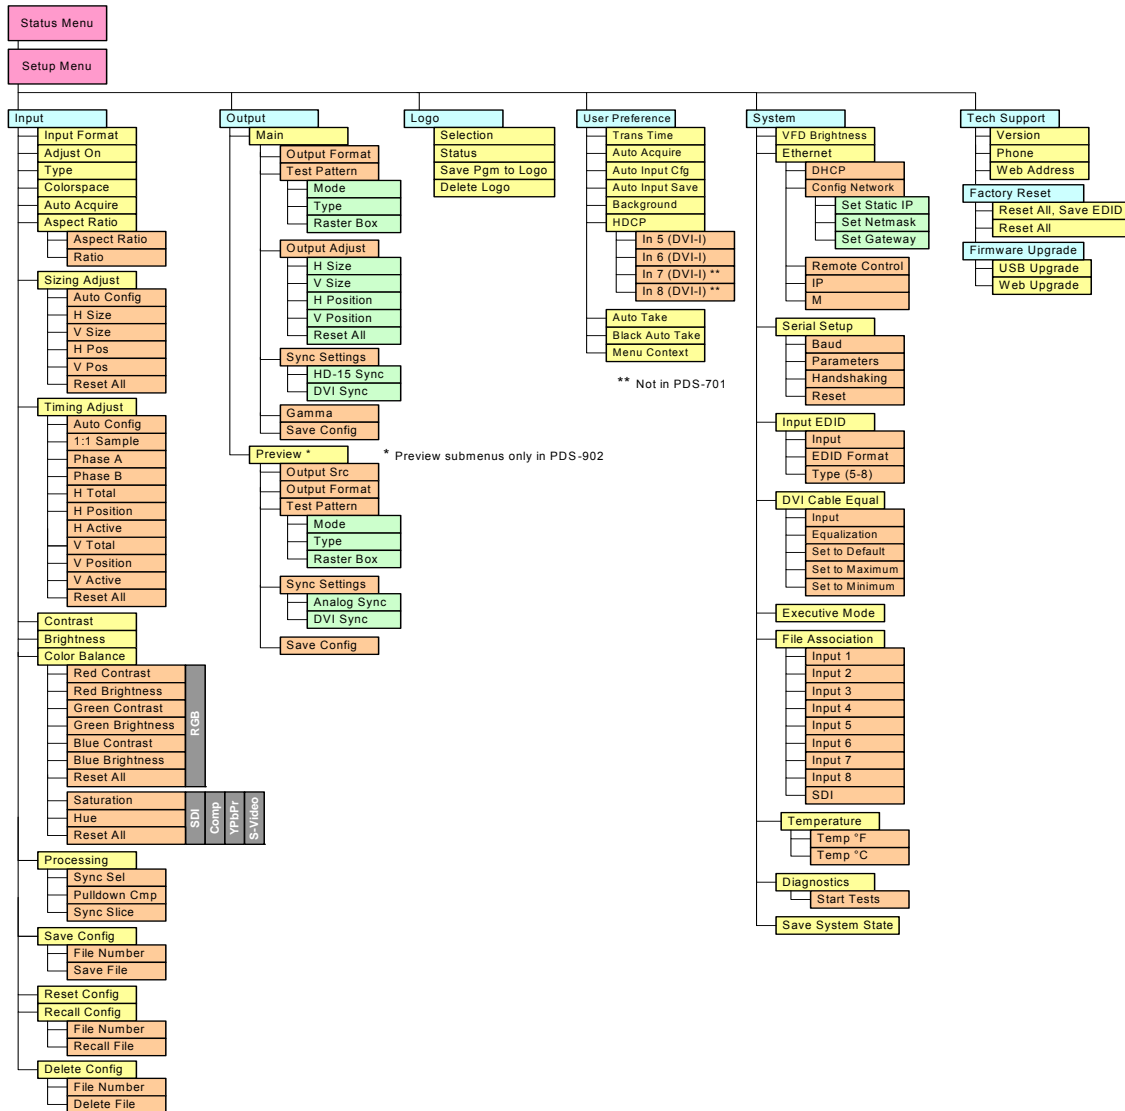 Status Menu
Setup Menu
Input
Input Format
Adjust On
Type
Colorspace
Auto Acquire
Aspect Ratio
Aspect Ratio
Ratio
Sizing Adjust
Auto Config
H Size
V Size
H Pos
V Pos
Reset All
Timing Adjust
Auto Config
1:1 Sample
Phase A
Phase B
H Total
H Position
H Active
V Total
V Position
V Active
Reset All
Contrast
Brightness
Color Balance
Red Contrast
Red Brightness
Green Contrast
Green Brightness
Blue Contrast
Blue Brightness
Reset All
RGB
Saturation
Hue
Reset All
SDI
Comp
YPbPr
S-Video
Processing
Sync Sel
Pulldown Cmp
Sync Slice
Save Config
File Number
Save File
Reset Config
Recall Config
File Number
Recall File
Delete Config
File Number
Delete File
Output
Main
Output Format
Test Pattern
Mode
Type
Raster Box
Output Adjust
H Size
V Size
H Position
V Position
Reset All
Sync Settings
HD-15 Sync
DVI Sync
Gamma
Save Config
Preview *
* Preview submenus only in PDS-902
Output Src
Output Format
Test Pattern
Mode
Type
Raster Box
Sync Settings
Analog Sync
DVI Sync
Save Config
Logo
Selection
Status
Save Pgm to Logo
Delete Logo
User Preference
Trans Time
Auto Acquire
Auto Input Cfg
Auto Input Save
Background
HDCP
In 5 (DVI-I)
In 6 (DVI-I)
In 7 (DVI-I) **
In 8 (DVI-I) **
Auto Take
Black Auto Take
Menu Context
** Not in PDS-701
System
VFD Brightness
Ethernet
DHCP
Config Network
Set Static IP
Set Netmask
Set Gateway
Remote Control
IP
M
Serial Setup
Baud
Parameters
Handshaking
Reset
Input EDID
Input
EDID Format
Type (5-8)
DVI Cable Equal
Input
Equalization
Set to Default
Set to Maximum
Set to Minimum
Executive Mode
File Association
Input 1
Input 2
Input 3
Input 4
Input 5
Input 6
Input 7
Input 8
SDI
Temperature
Temp °F
Temp °C
Diagnostics
Start Tests
Save System State
Tech Support
Version
Phone
Web Address
Factory Reset
Reset All, Save EDID
Reset All
Firmware Upgrade
USB Upgrade
Web Upgrade